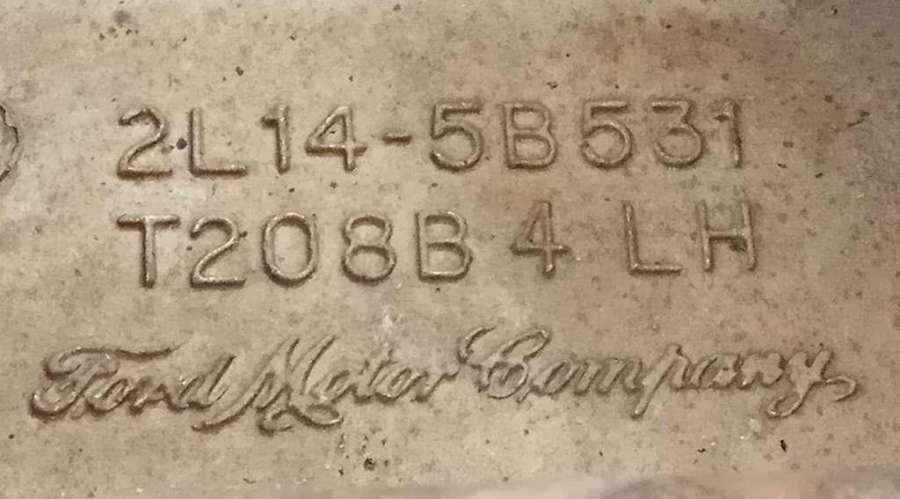 2L14-5B531
T208B 4 LH
Ford Motor Company